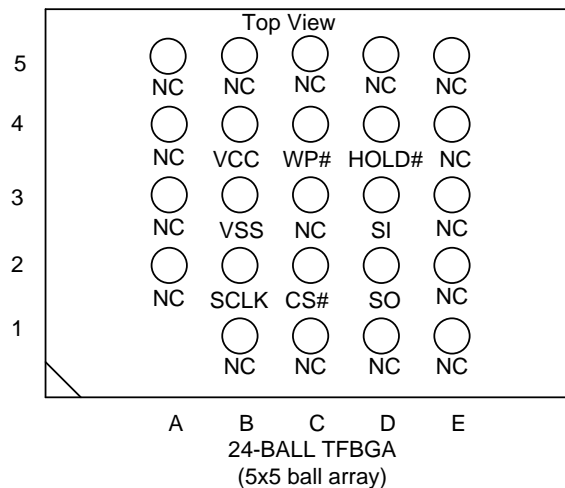 Top View
5
NC NC NC NC NC
4
NC VCC WP# HOLD# NC
3
NC VSS NC SI NC
2
NC SCLK CS# SO NC
1
NC NC NC NC
A B C D E
24-BALL TFBGA
(5x5 ball array)